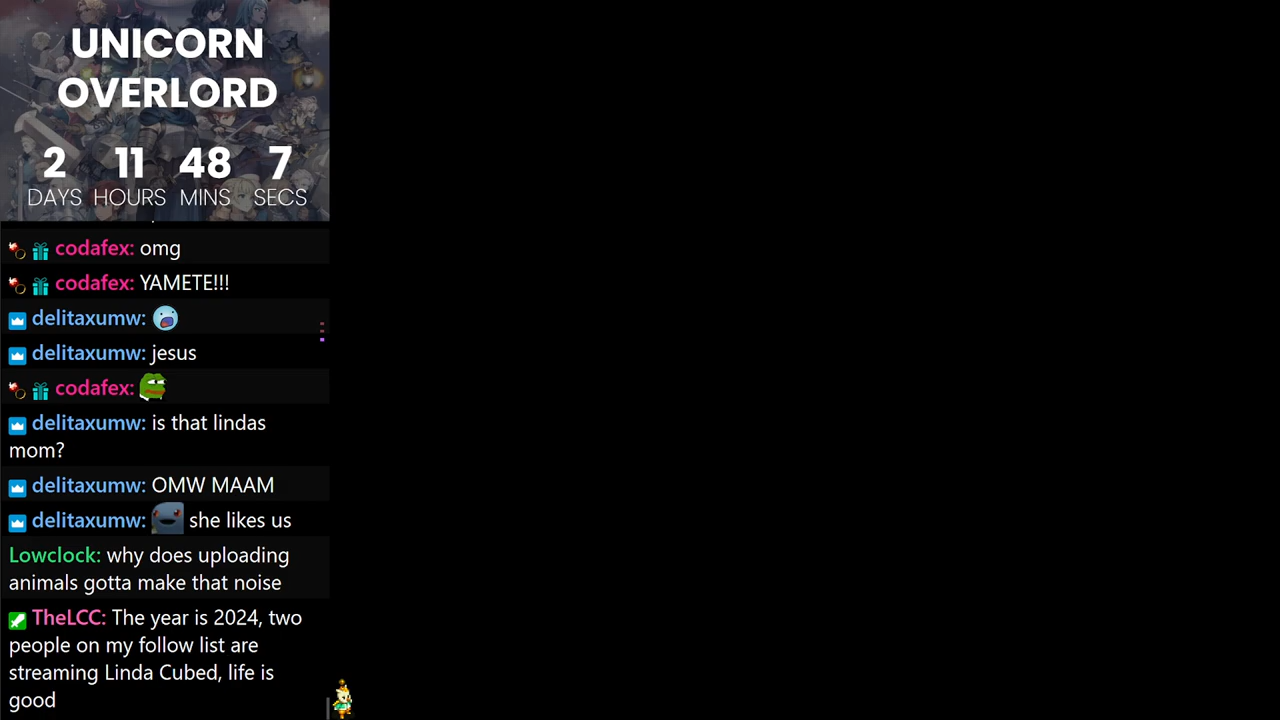 UNICORN
OVERLORD
2 11 48 7
DAYS HOURS MINS SECS
codafex: omg
codafex: YAMETE!!!
delitaxumw:
delitaxumw: jesus
codafex:
delitaxumw: is that lindas
mom?
delitaxumw: OMW MAAM
delitaxumw: she likes us
Lowclock: why does uploading
animals gotta make that noise
TheLCC: The year is 2024, two
people on my follow list are
streaming Linda Cubed, life is
good